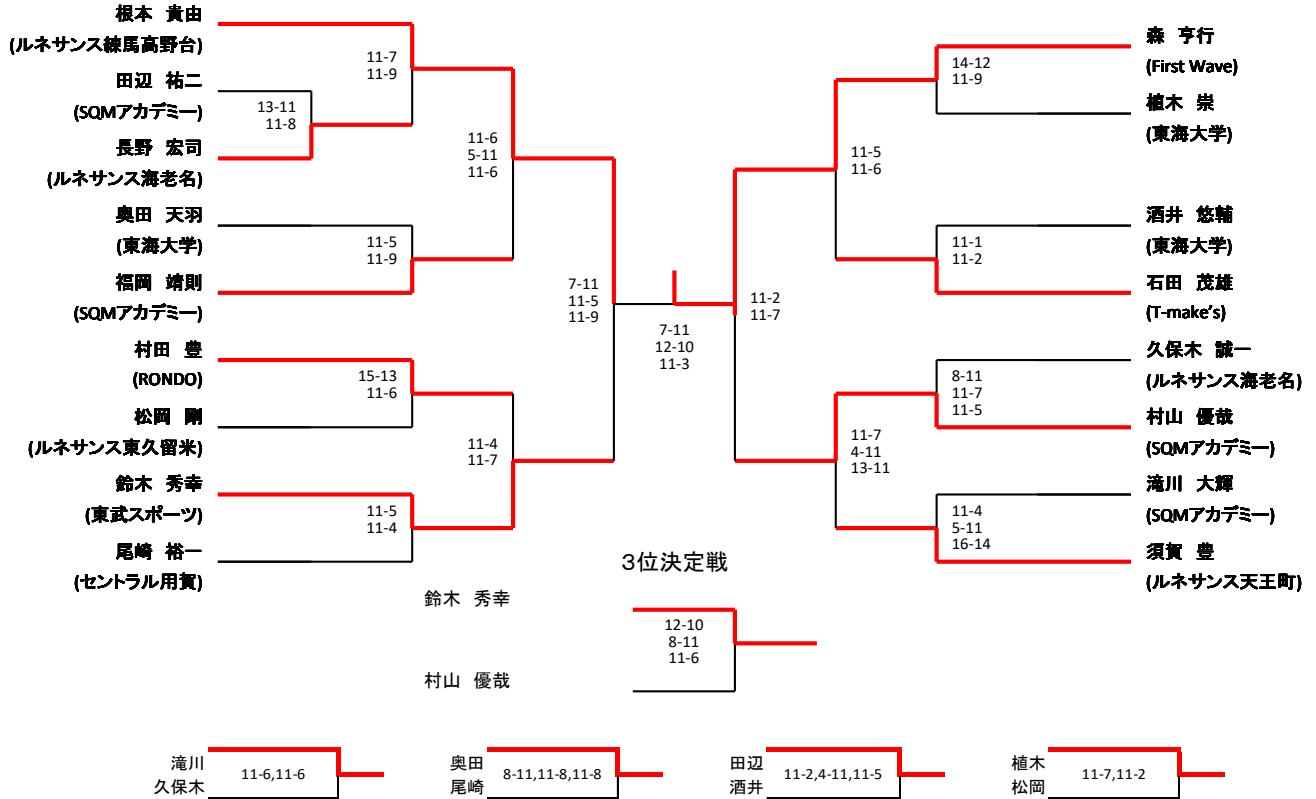 根本　貴由
(ルネサンス練馬高野台)
田辺　祐二
(SQMアカデミー)
長野　宏司
(ルネサンス海老名)
奥田　天羽
(東海大学)
福岡　靖則
(SQMアカデミー)
村田　豊
(RONDO)
松岡　剛
(ルネサンス東久留米)
鈴木　秀幸
(東武スポーツ)
尾崎　裕一
(セントラル用賀)
13-11
11-8
11-7
11-9
11-5
11-9
15-13
11-6
11-5
11-4
11-6
5-11
11-6
11-4
11-7
7-11
11-5
11-9
7-11
12-10
11-3
11-2
11-7
11-5
11-6
11-7
4-11
13-11
14-12
11-9
11-1
11-2
8-11
11-7
11-5
11-4
5-11
16-14
森　亨行
(First Wave)
植木　崇
(東海大学)
酒井　悠輔
(東海大学)
石田　茂雄
(T-make's)
久保木　誠一
(ルネサンス海老名)
村山　優哉
(SQMアカデミー)
滝川　大輝
(SQMアカデミー)
須賀　豊
(ルネサンス天王町)
3位決定戦
鈴木　秀幸
12-10
8-11
11-6
村山　優哉
滝川
久保木
11-6,11-6
奥田
尾崎
8-11,11-8,11-8
田辺
酒井
11-2,4-11,11-5
植木
松岡
11-7,11-2